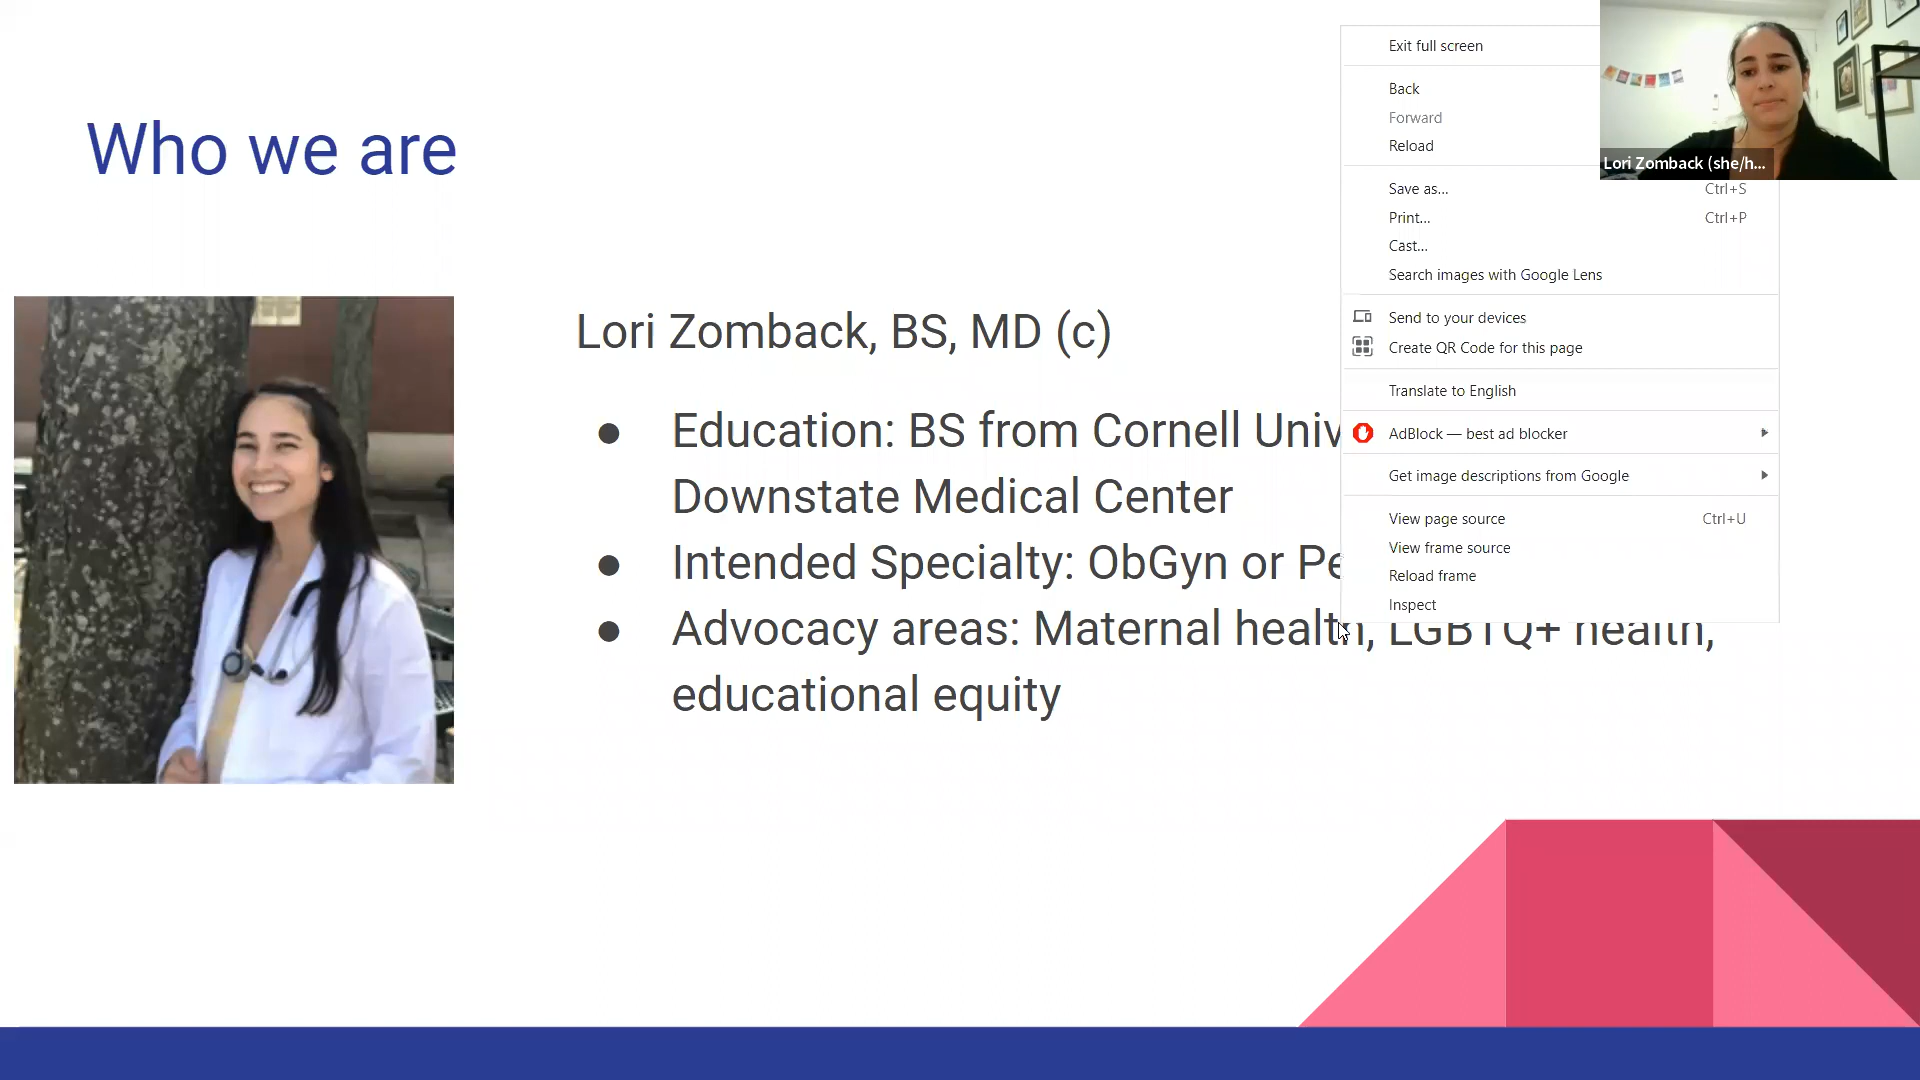 Who we are
Lori Zomback, BS, MD (c)
● Education: BS from Cornell Univ
Downstate Medical Center
● Intended Specialty: ObGyn or Pe
● Advocacy areas: Maternal health, LGBTQ+ health,
educational equity
Exit full screen
Back
Forward
Reload
Save as... Ctrl+S
Print... Ctrl+P
Cast...
Search images with Google Lens
Send to your devices
Create QR Code for this page
Translate to English
AdBlock — best ad blocker
Get image descriptions from Google
View page source Ctrl+U
View frame source
Reload frame
Inspect
Lori Zomback (she/h...